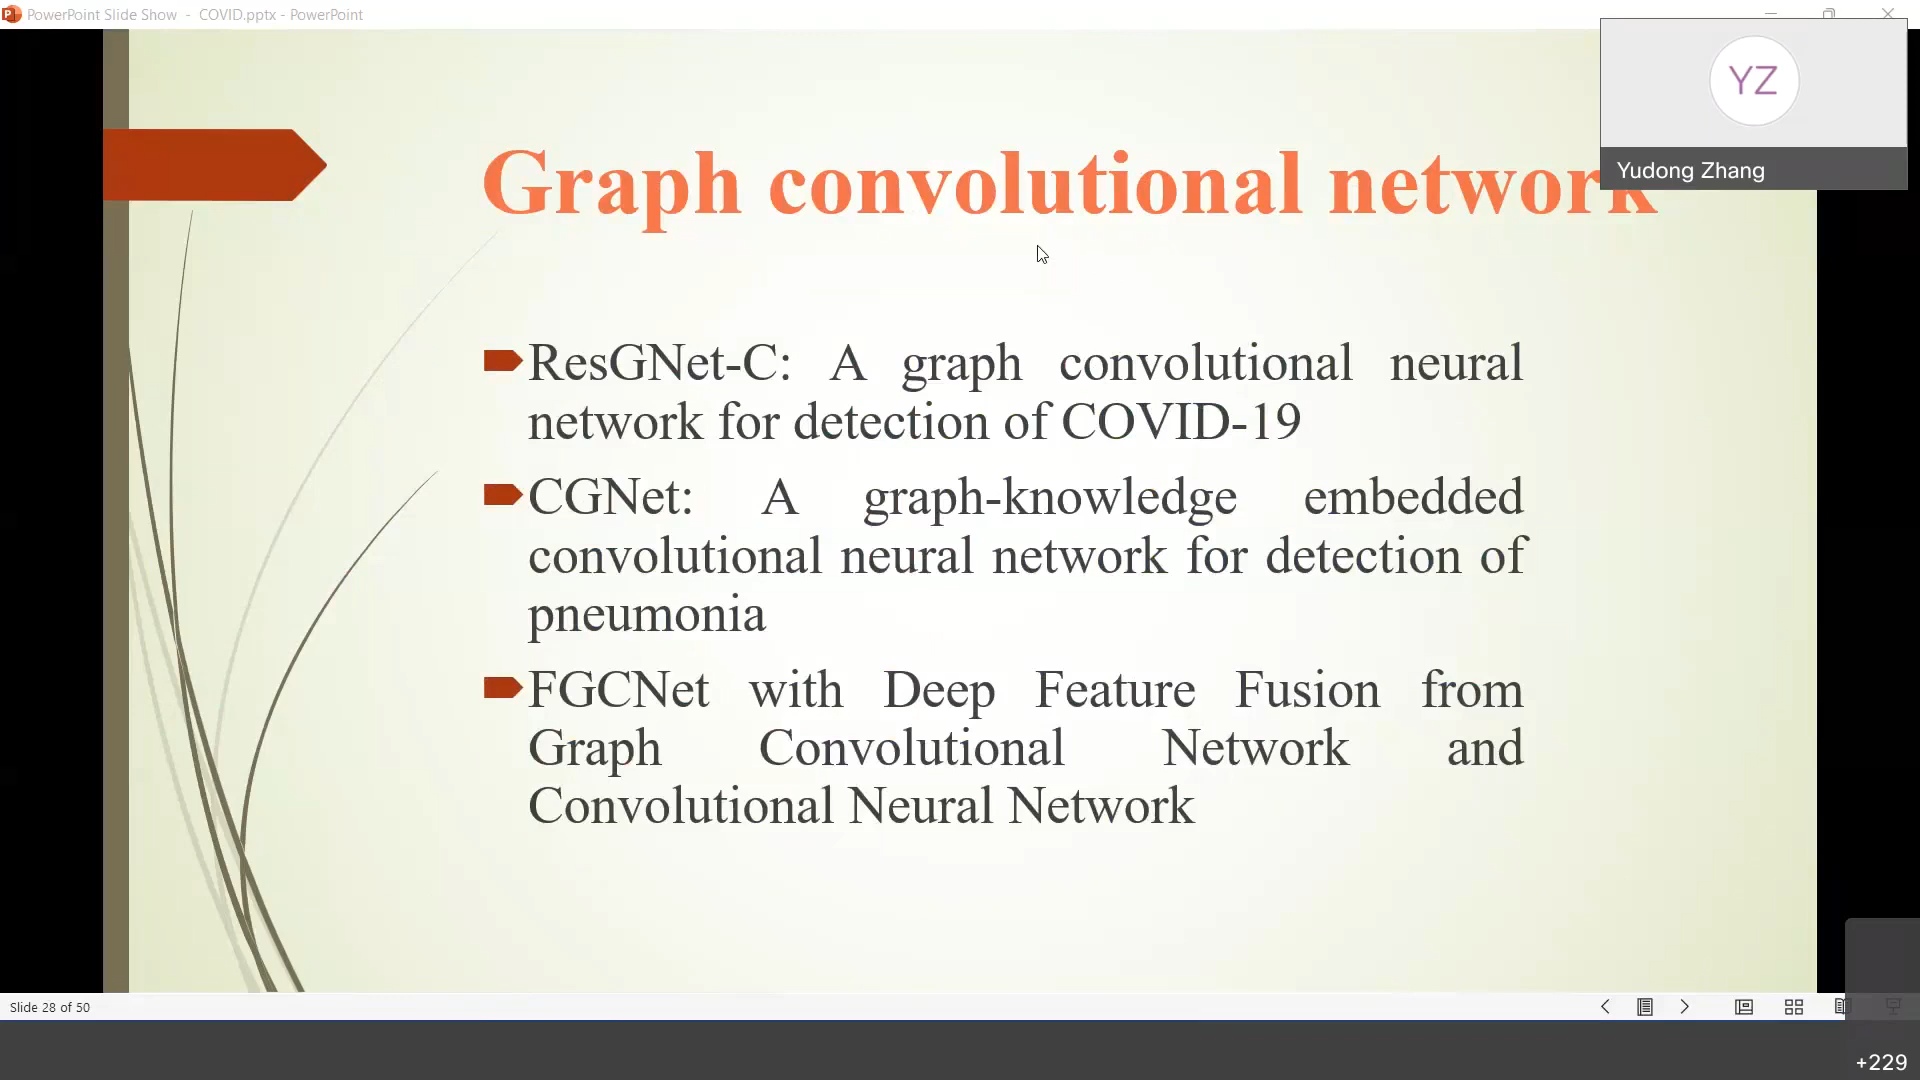 PowerPoint Slide Show - COVID.pptx - PowerPoint
YZ
Yudong Zhang
Graph convolutional network
ResGNet-C: A graph convolutional neural
network for detection of COVID-19
CGNet: A graph-knowledge embedded
convolutional neural network for detection of
pneumonia
FGCNet with Deep Feature Fusion from
Graph Convolutional Network and
Convolutional Neural Network
Slide 28 of 50
+229